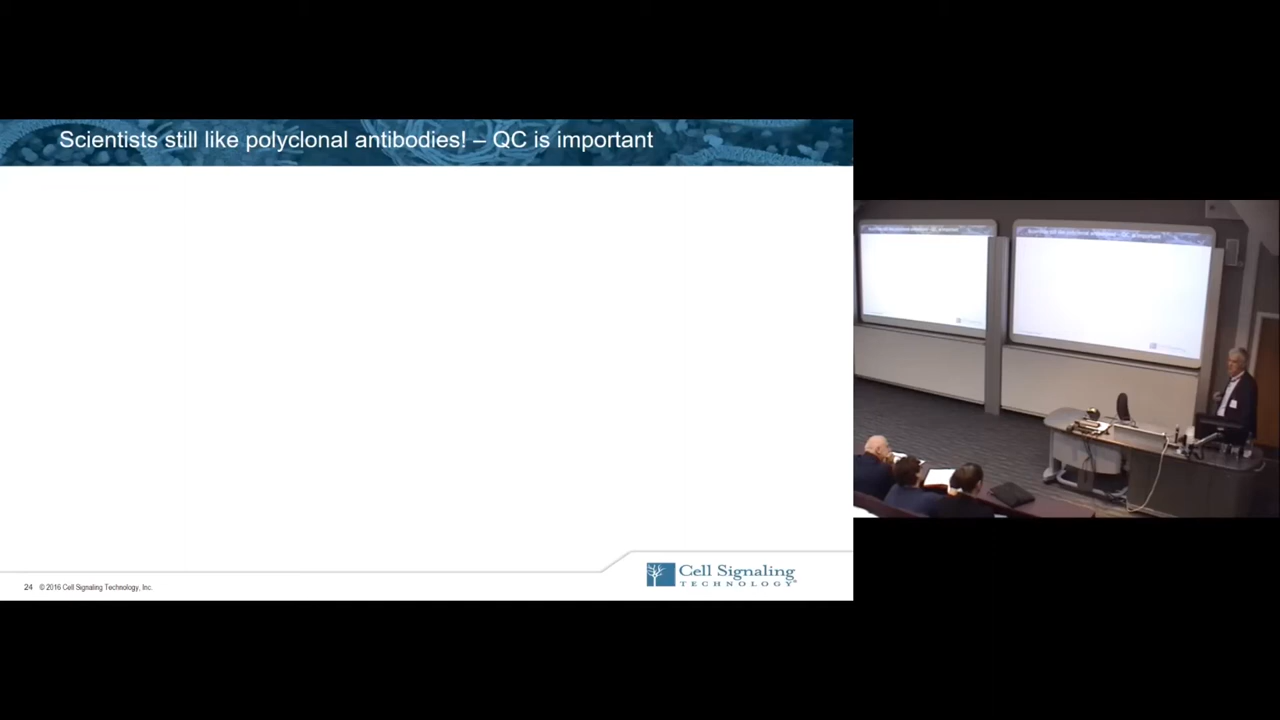 Scientists still like polyclonal antibodies! – QC is important
24 © 2016 Cell Signaling Technology, Inc.
Cell Signaling
TECHNOLOGY®